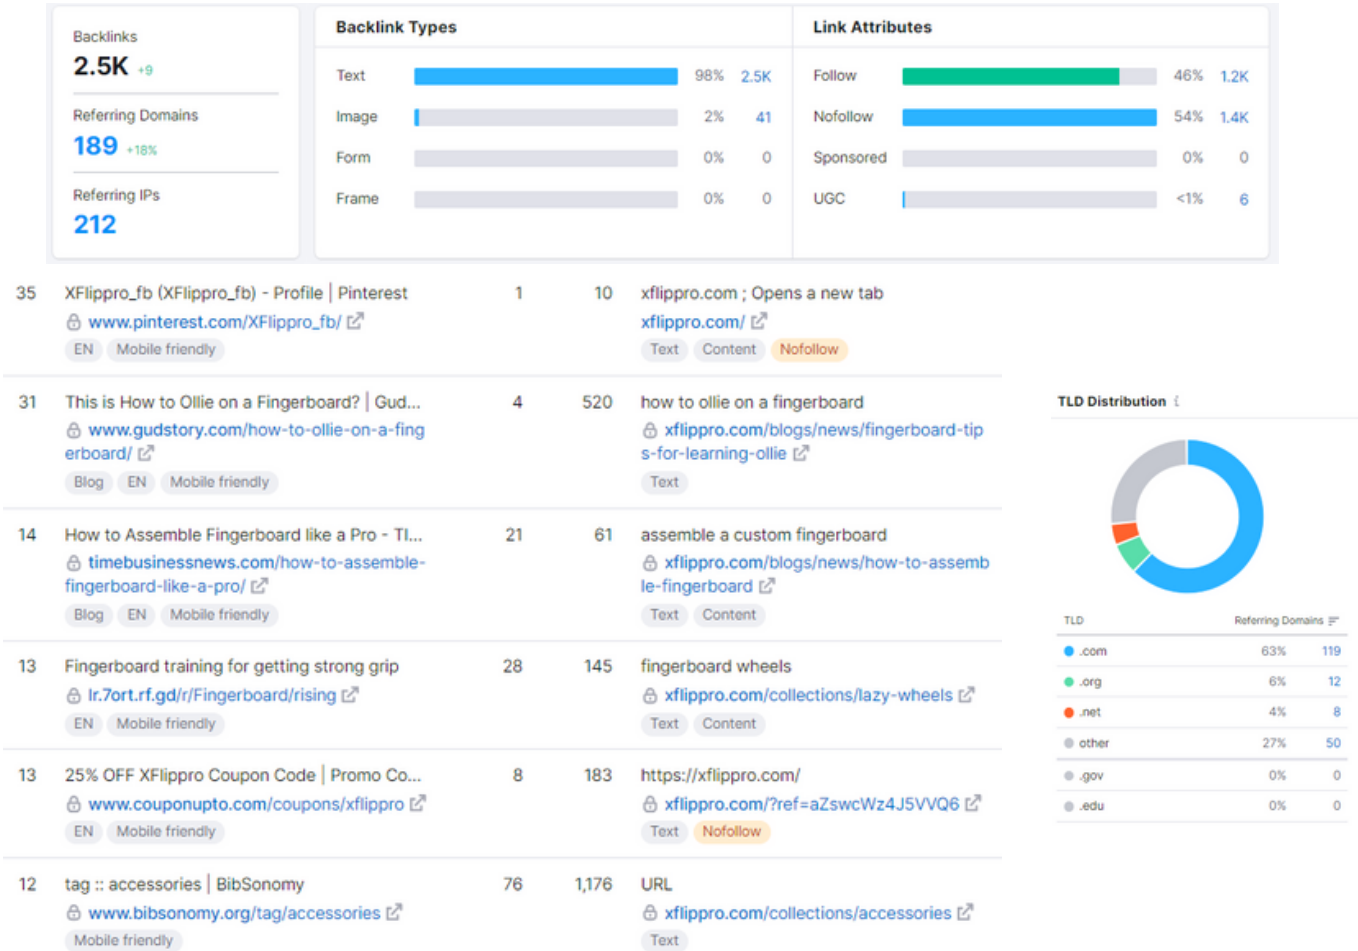 Backlinks
2.5K +9
Referring Domains
189 +18%
Referring IPs
212
Backlink Types
Text 98% 2.5K
Image 2% 41
Form 0% 0
Frame 0% 0
Link Attributes
Follow 46% 1.2K
Nofollow 54% 1.4K
Sponsored 0% 0
UGC <1% 6
35 XFlippro_fb (XFlippro_fb) - Profile | Pinterest 1 10 xflippro.com ; Opens a new tab
www.pinterest.com/XFlippro_fb/ xflippro.com/
EN Mobile friendly Text Content Nofollow
31 This is How to Ollie on a Fingerboard? | Gud... 4 520 how to ollie on a fingerboard
www.gudstory.com/how-to-ollie-on-a-fing xflippro.com/blogs/news/fingerboard-tip
erboard/ s-for-learning-ollie
Blog EN Mobile friendly Text
14 How to Assemble Fingerboard like a Pro - TI... 21 61 assemble a custom fingerboard
timebusinessnews.com/how-to-assemble- xflippro.com/blogs/news/how-to-assemb
fingerboard-like-a-pro/ le-fingerboard
Blog EN Mobile friendly Text Content
13 Fingerboard training for getting strong grip 28 145 fingerboard wheels
lr.7ort.rf.gd/r/Fingerboard/rising xflippro.com/collections/lazy-wheels
EN Mobile friendly Text Content
13 25% OFF XFlippro Coupon Code | Promo Co... 8 183 https://xflippro.com/
www.couponupto.com/coupons/xflippro xflippro.com/?ref=aZswcWz4J5VVQ6
EN Mobile friendly Text Nofollow
12 tag :: accessories | BibSonomy 76 1,176 URL
www.bibsonomy.org/tag/accessories xflippro.com/collections/accessories
Mobile friendly Text
TLD Distribution i
TLD Referring Domains
.com 63% 119
.org 6% 12
.net 4% 8
other 27% 50
.gov 0% 0
.edu 0% 0